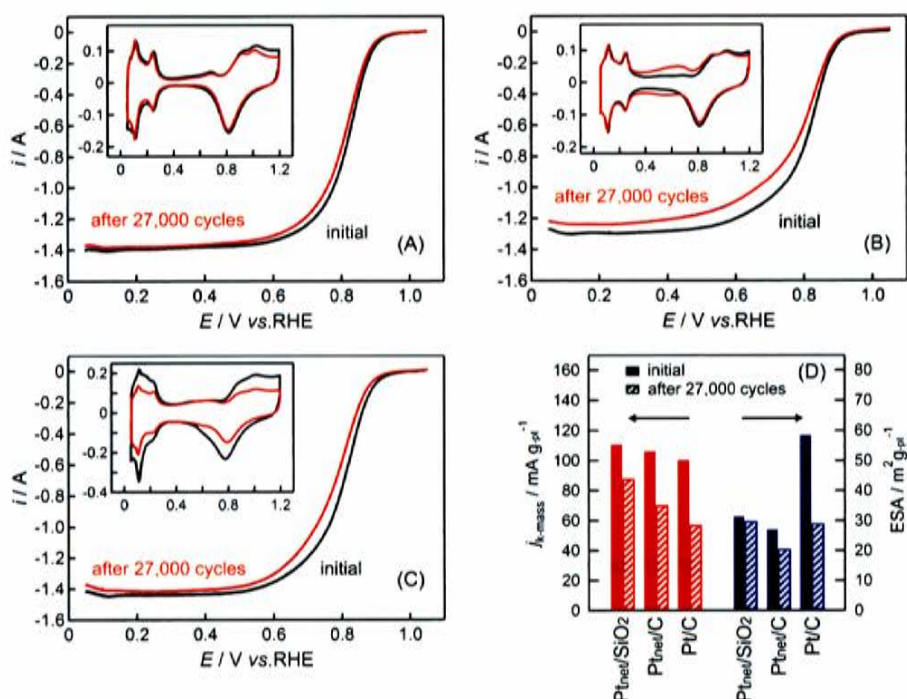 0.1
0
-0.1
-0.2
0 0.4 0.8 1.2
0
-0.2
-0.4
-0.6
-0.8
-1.0
-1.2
-1.4
-1.6
i / A
after 27,000 cycles
initial
(A)
0 0.2 0.4 0.6 0.8 1.0
E / V vs.RHE
0.1
0
-0.1
-0.2
0 0.4 0.8 1.2
0
-0.2
-0.4
-0.6
-0.8
-1.0
-1.2
-1.4
-1.6
i / A
after 27,000 cycles
initial
(B)
0 0.2 0.4 0.6 0.8 1.0
E / V vs.RHE
0.2
0
-0.4
0 0.4 0.8 1.2
0
-0.2
-0.4
-0.6
-0.8
-1.0
-1.2
-1.4
-1.6
i / A
after 27,000 cycles
initial
(C)
0 0.2 0.4 0.6 0.8 1.0
E / V vs.RHE
initial
after 27,000 cycles
(D)
160
140
120
100
80
60
40
20
0
jk-mass / mA g-pt-1
80
70
60
50
40
30
20
10
0
ESA / m2g-pt-1
Ptnet/SiO2
Ptnet/C
Pt/C
Ptnet/SiO2
Ptnet/C
Pt/C